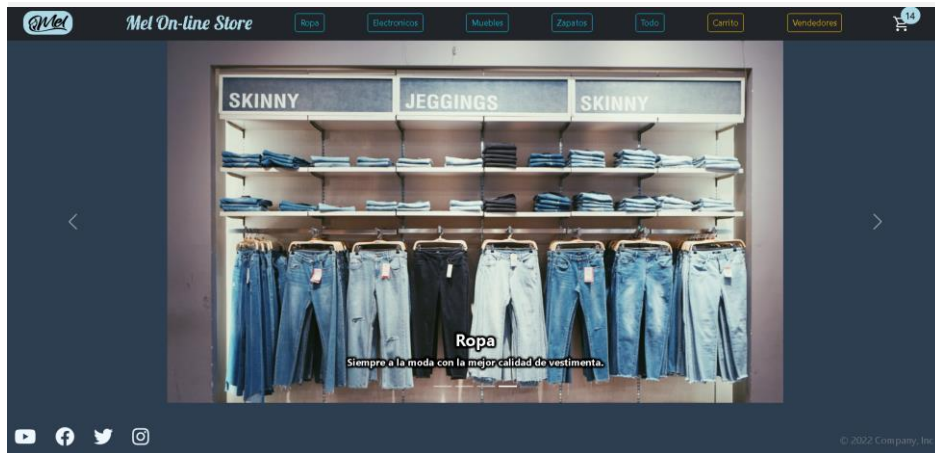 Mel
Mel On-line Store
Ropa
Electronicos
Muebles
Zapatos
Todo
Carrito
Vendedores
14
SKINNY
JEGGINGS
SKINNY
Ropa
Siempre a la moda con la mejor calidad de vestimenta.
© 2022 Company, Inc